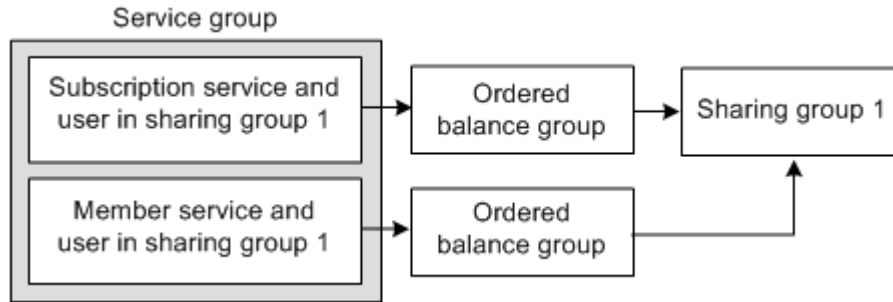 Service group
Subscription service and
user in sharing group 1
Ordered
balance group
Sharing group 1
Member service and
user in sharing group 1
Ordered
balance group